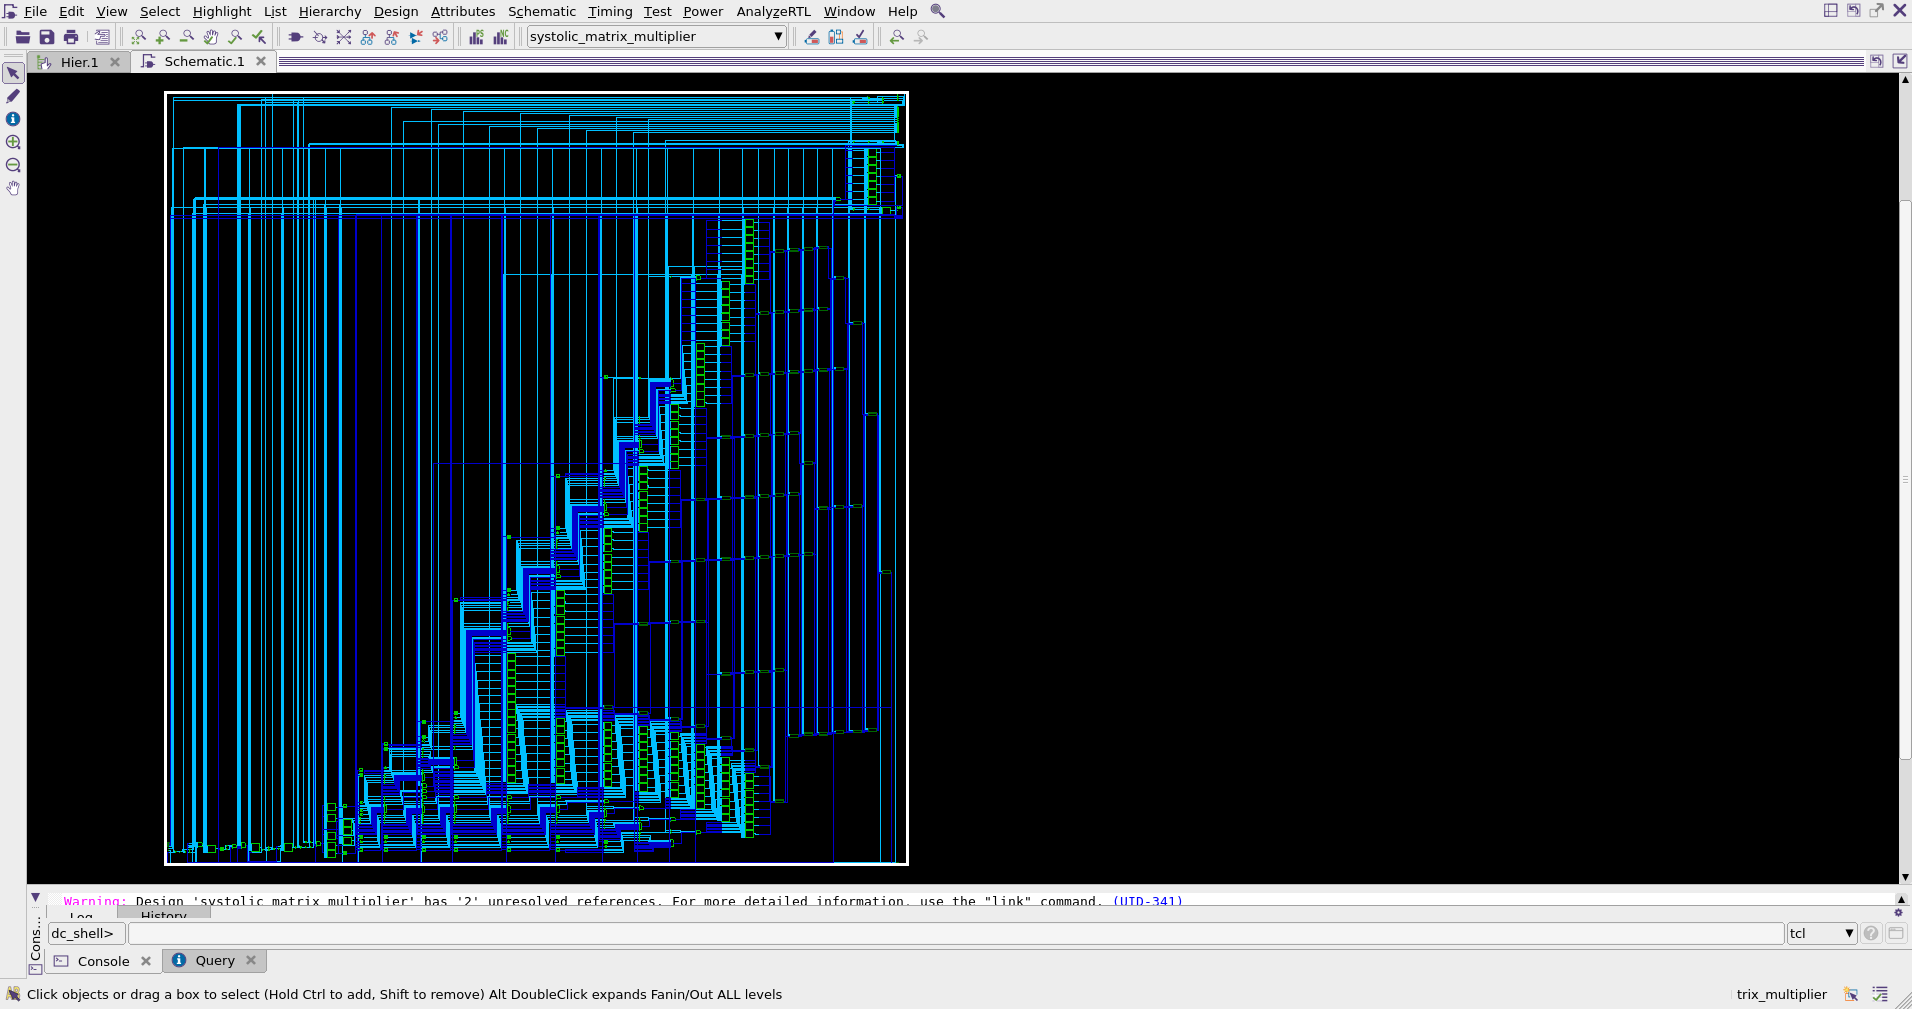 File Edit View Select Highlight List Hierarchy Design Attributes Schematic Timing Test Power AnalyzeRTL Window Help
systolic_matrix_multiplier
Hier.1 Schematic.1
Warning: Design 'systolic_matrix_multiplier' has '2' unresolved references. For more detailed information, use the "link" command. (UID-341)
Log History
Cons...
dc_shell> tcl
Console Query
Click objects or drag a box to select (Hold Ctrl to add, Shift to remove) Alt DoubleClick expands Fanin/Out ALL levels trix_multiplier